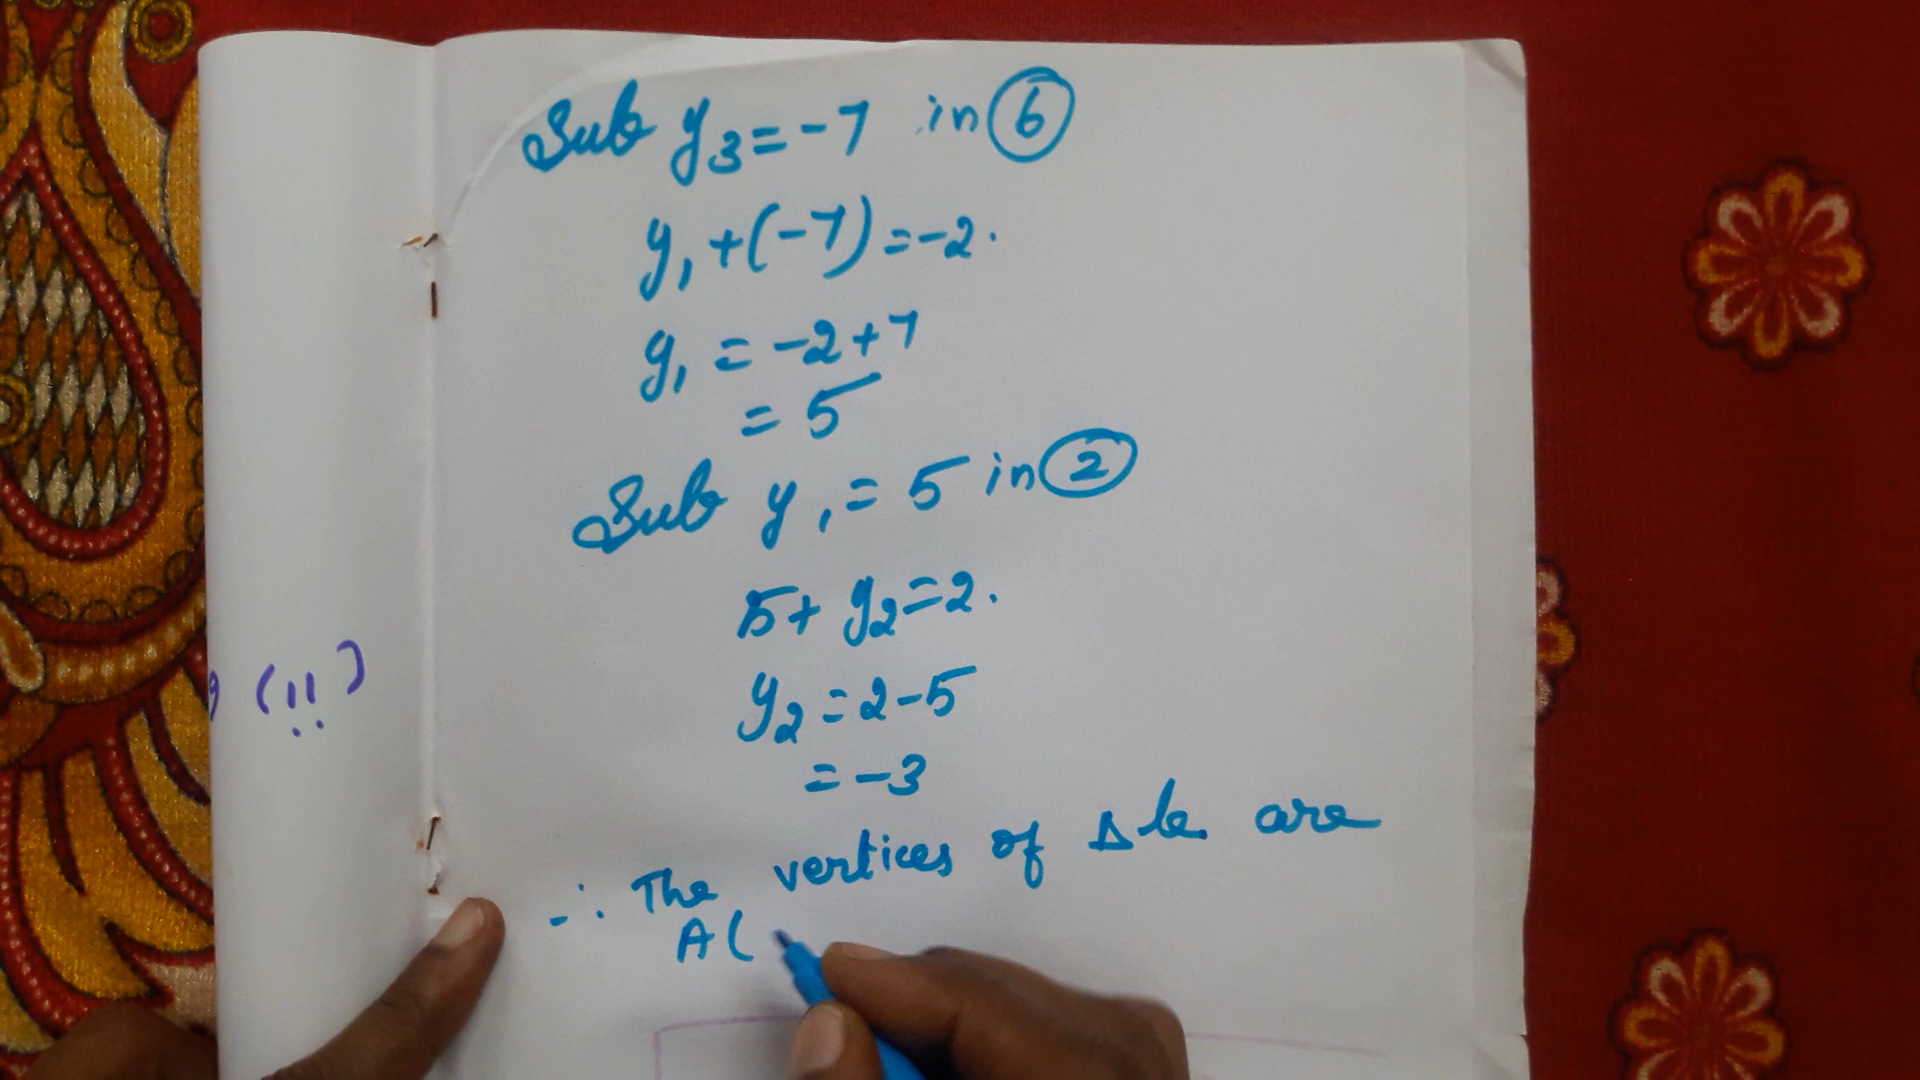 Sub y₃ = -7 in ⑥
y₁ + (-7) = -2.
y₁ = -2 + 7
= 5
Sub y₁ = 5 in ②
5 + y₂ = 2.
y₂ = 2 - 5
= -3
(!!)
∴ The vertices of Δle. are
A(